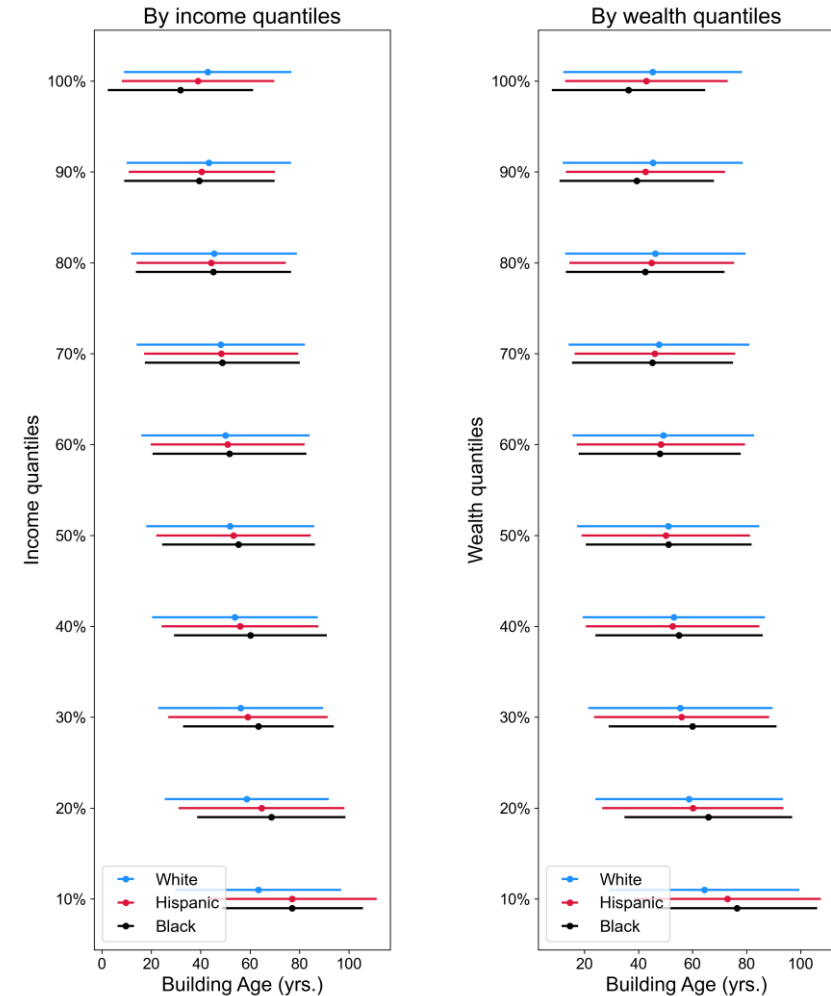 By income quantiles
Income quantiles
100%
90%
80%
70%
60%
50%
40%
30%
20%
10%
White
Hispanic
Black
0 20 40 60 80 100
Building Age (yrs.)
By wealth quantiles
Wealth quantiles
100%
90%
80%
70%
60%
50%
40%
30%
20%
10%
White
Hispanic
Black
20 40 60 80 100
Building Age (yrs.)